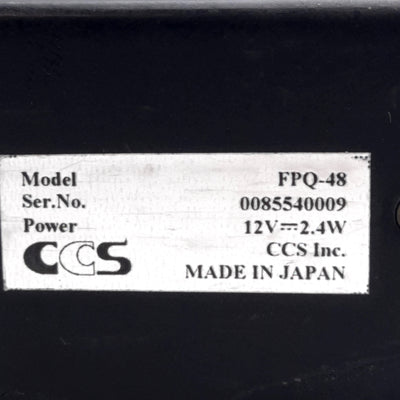 Model FPQ-48
Ser.No. 0085540009
Power 12V⎓2.4W
CCS Inc.
CCS MADE IN JAPAN